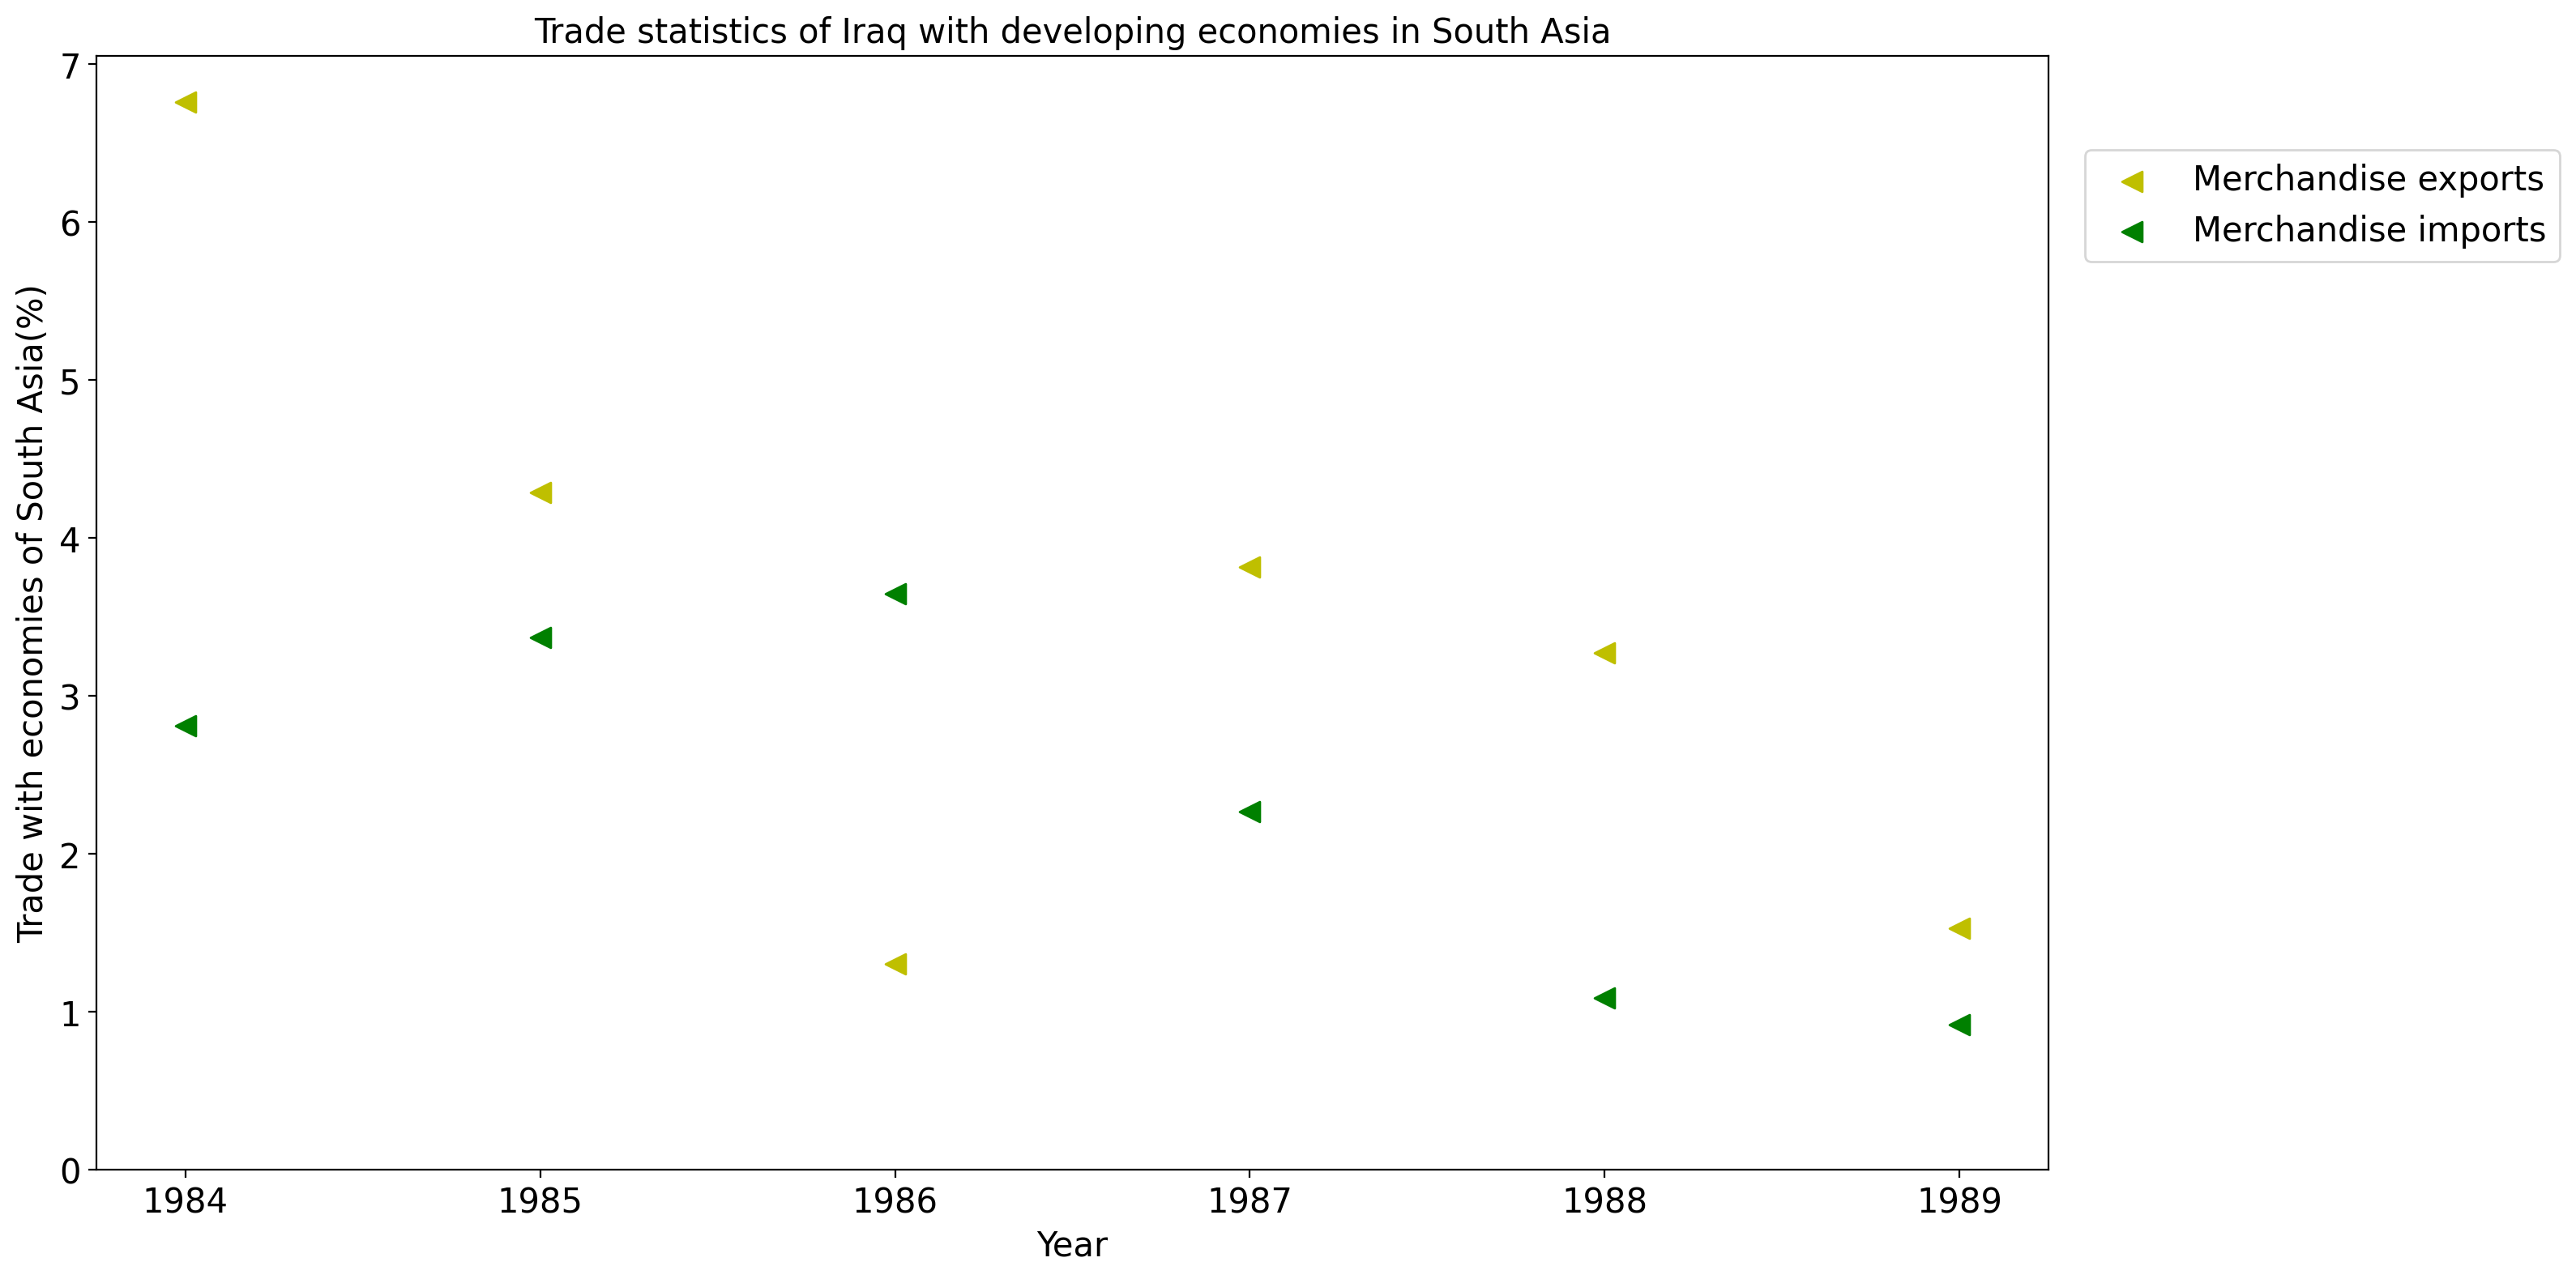 Trade statistics of Iraq with developing economies in South Asia
Trade with economies of South Asia(%)
7
6
5
4
3
2
1
0
1984 1985 1986 1987 1988 1989
Year
Merchandise exports
Merchandise imports